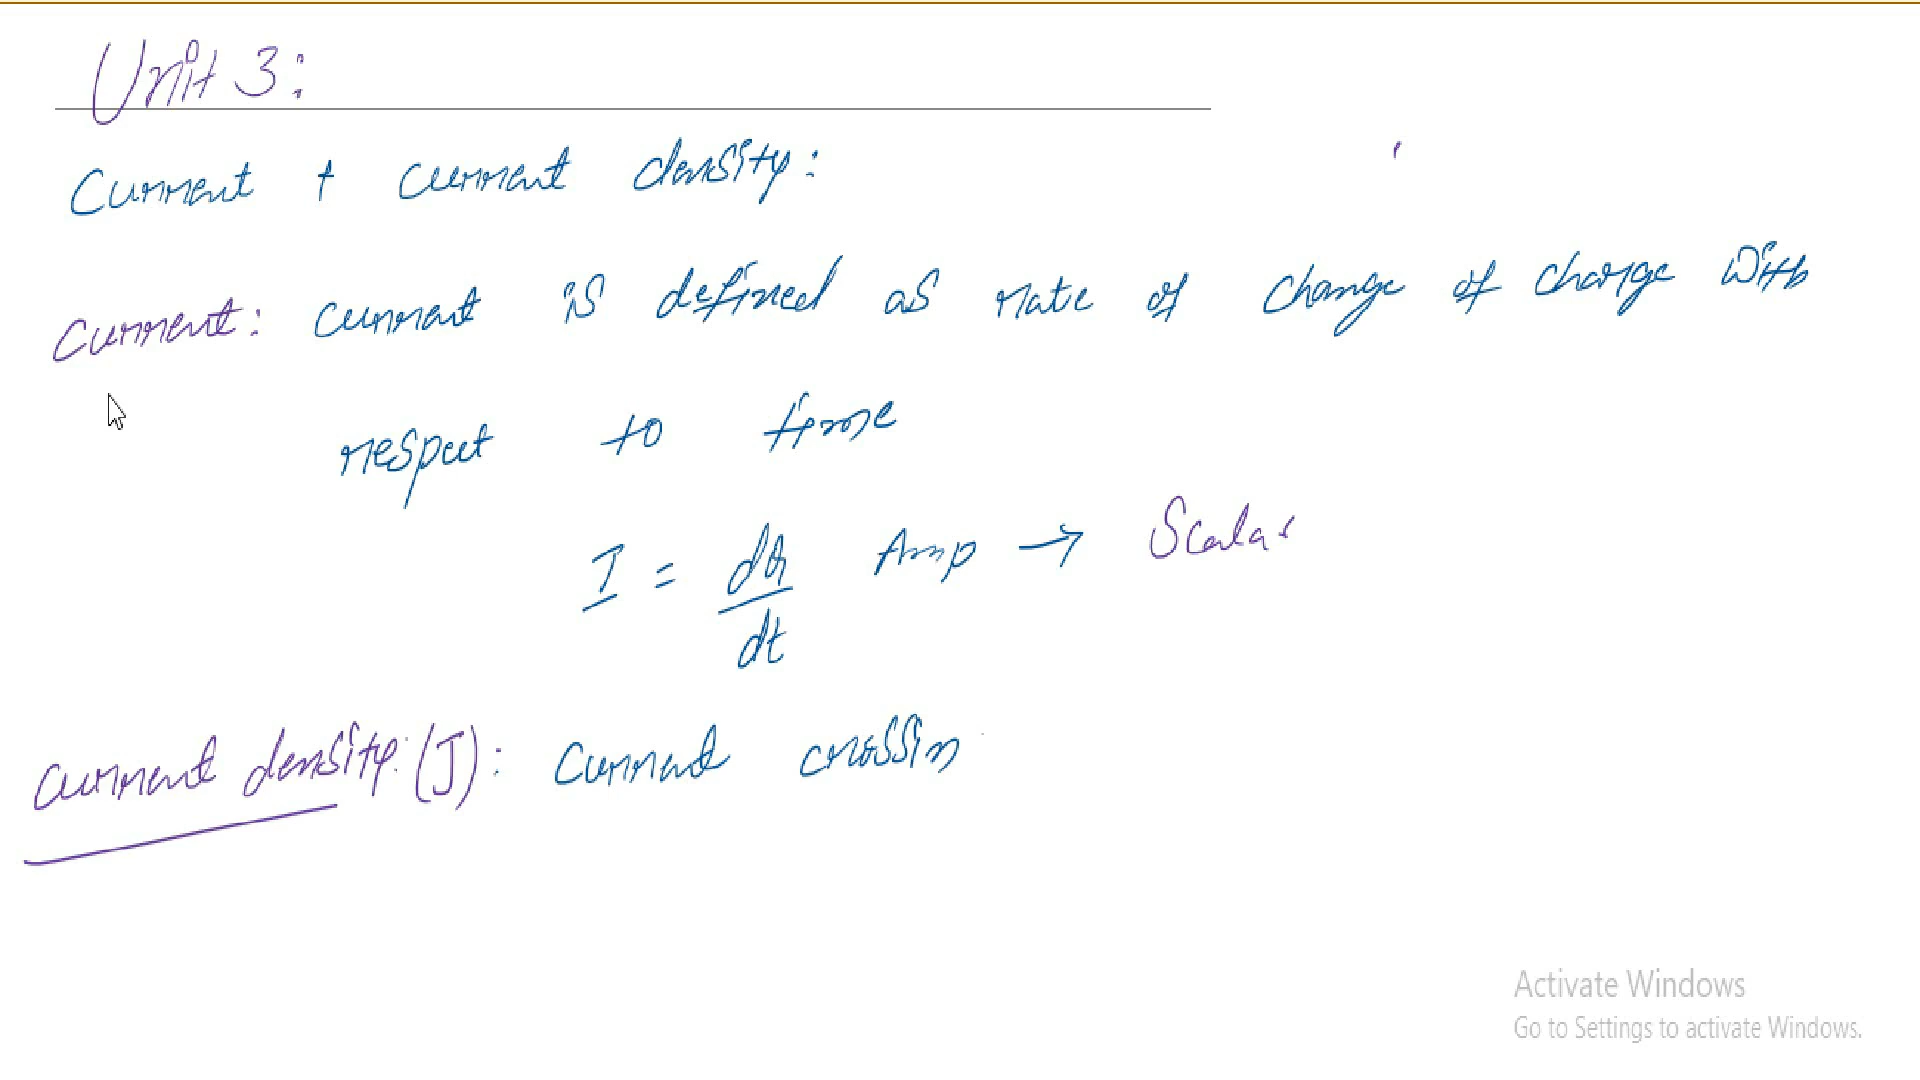 Unit 3:
Current + current density:
Current: Current is defined as rate of change of charge with
respect to time
I = dQ/dt Amp → Scalar
Current density: (J): Current crossin
Activate Windows
Go to Settings to activate Windows.